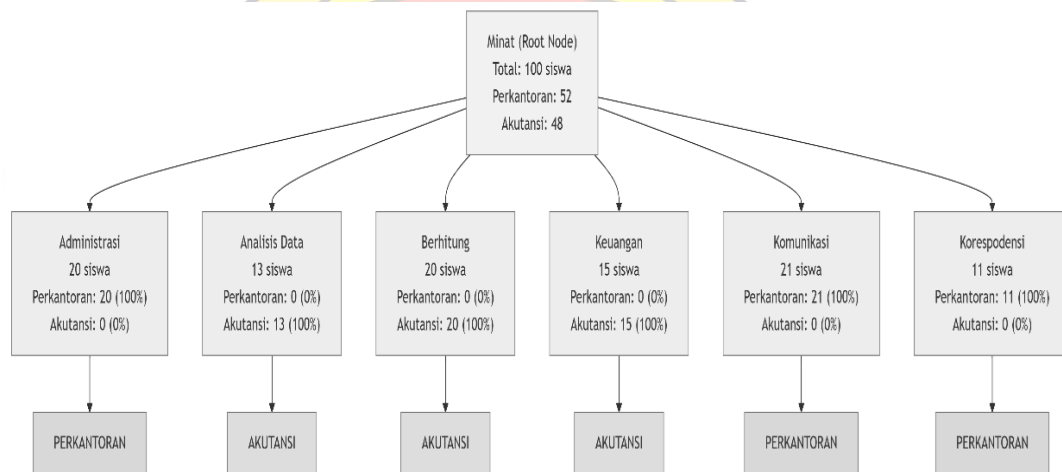 Minat (Root Node)
Total: 100 siswa
Perkantoran: 52
Akutansi: 48
Administrasi
20 siswa
Perkantoran: 20 (100%)
Akutansi: 0 (0%)
Analisis Data
13 siswa
Perkantoran: 0 (0%)
Akutansi: 13 (100%)
Berhitung
20 siswa
Perkantoran: 0 (0%)
Akutansi: 20 (100%)
Keuangan
15 siswa
Perkantoran: 0 (0%)
Akutansi: 15 (100%)
Komunikasi
21 siswa
Perkantoran: 21 (100%)
Akutansi: 0 (0%)
Korespodensi
11 siswa
Perkantoran: 11 (100%)
Akutansi: 0 (0%)
PERKANTORAN
AKUTANSI
AKUTANSI
AKUTANSI
PERKANTORAN
PERKANTORAN